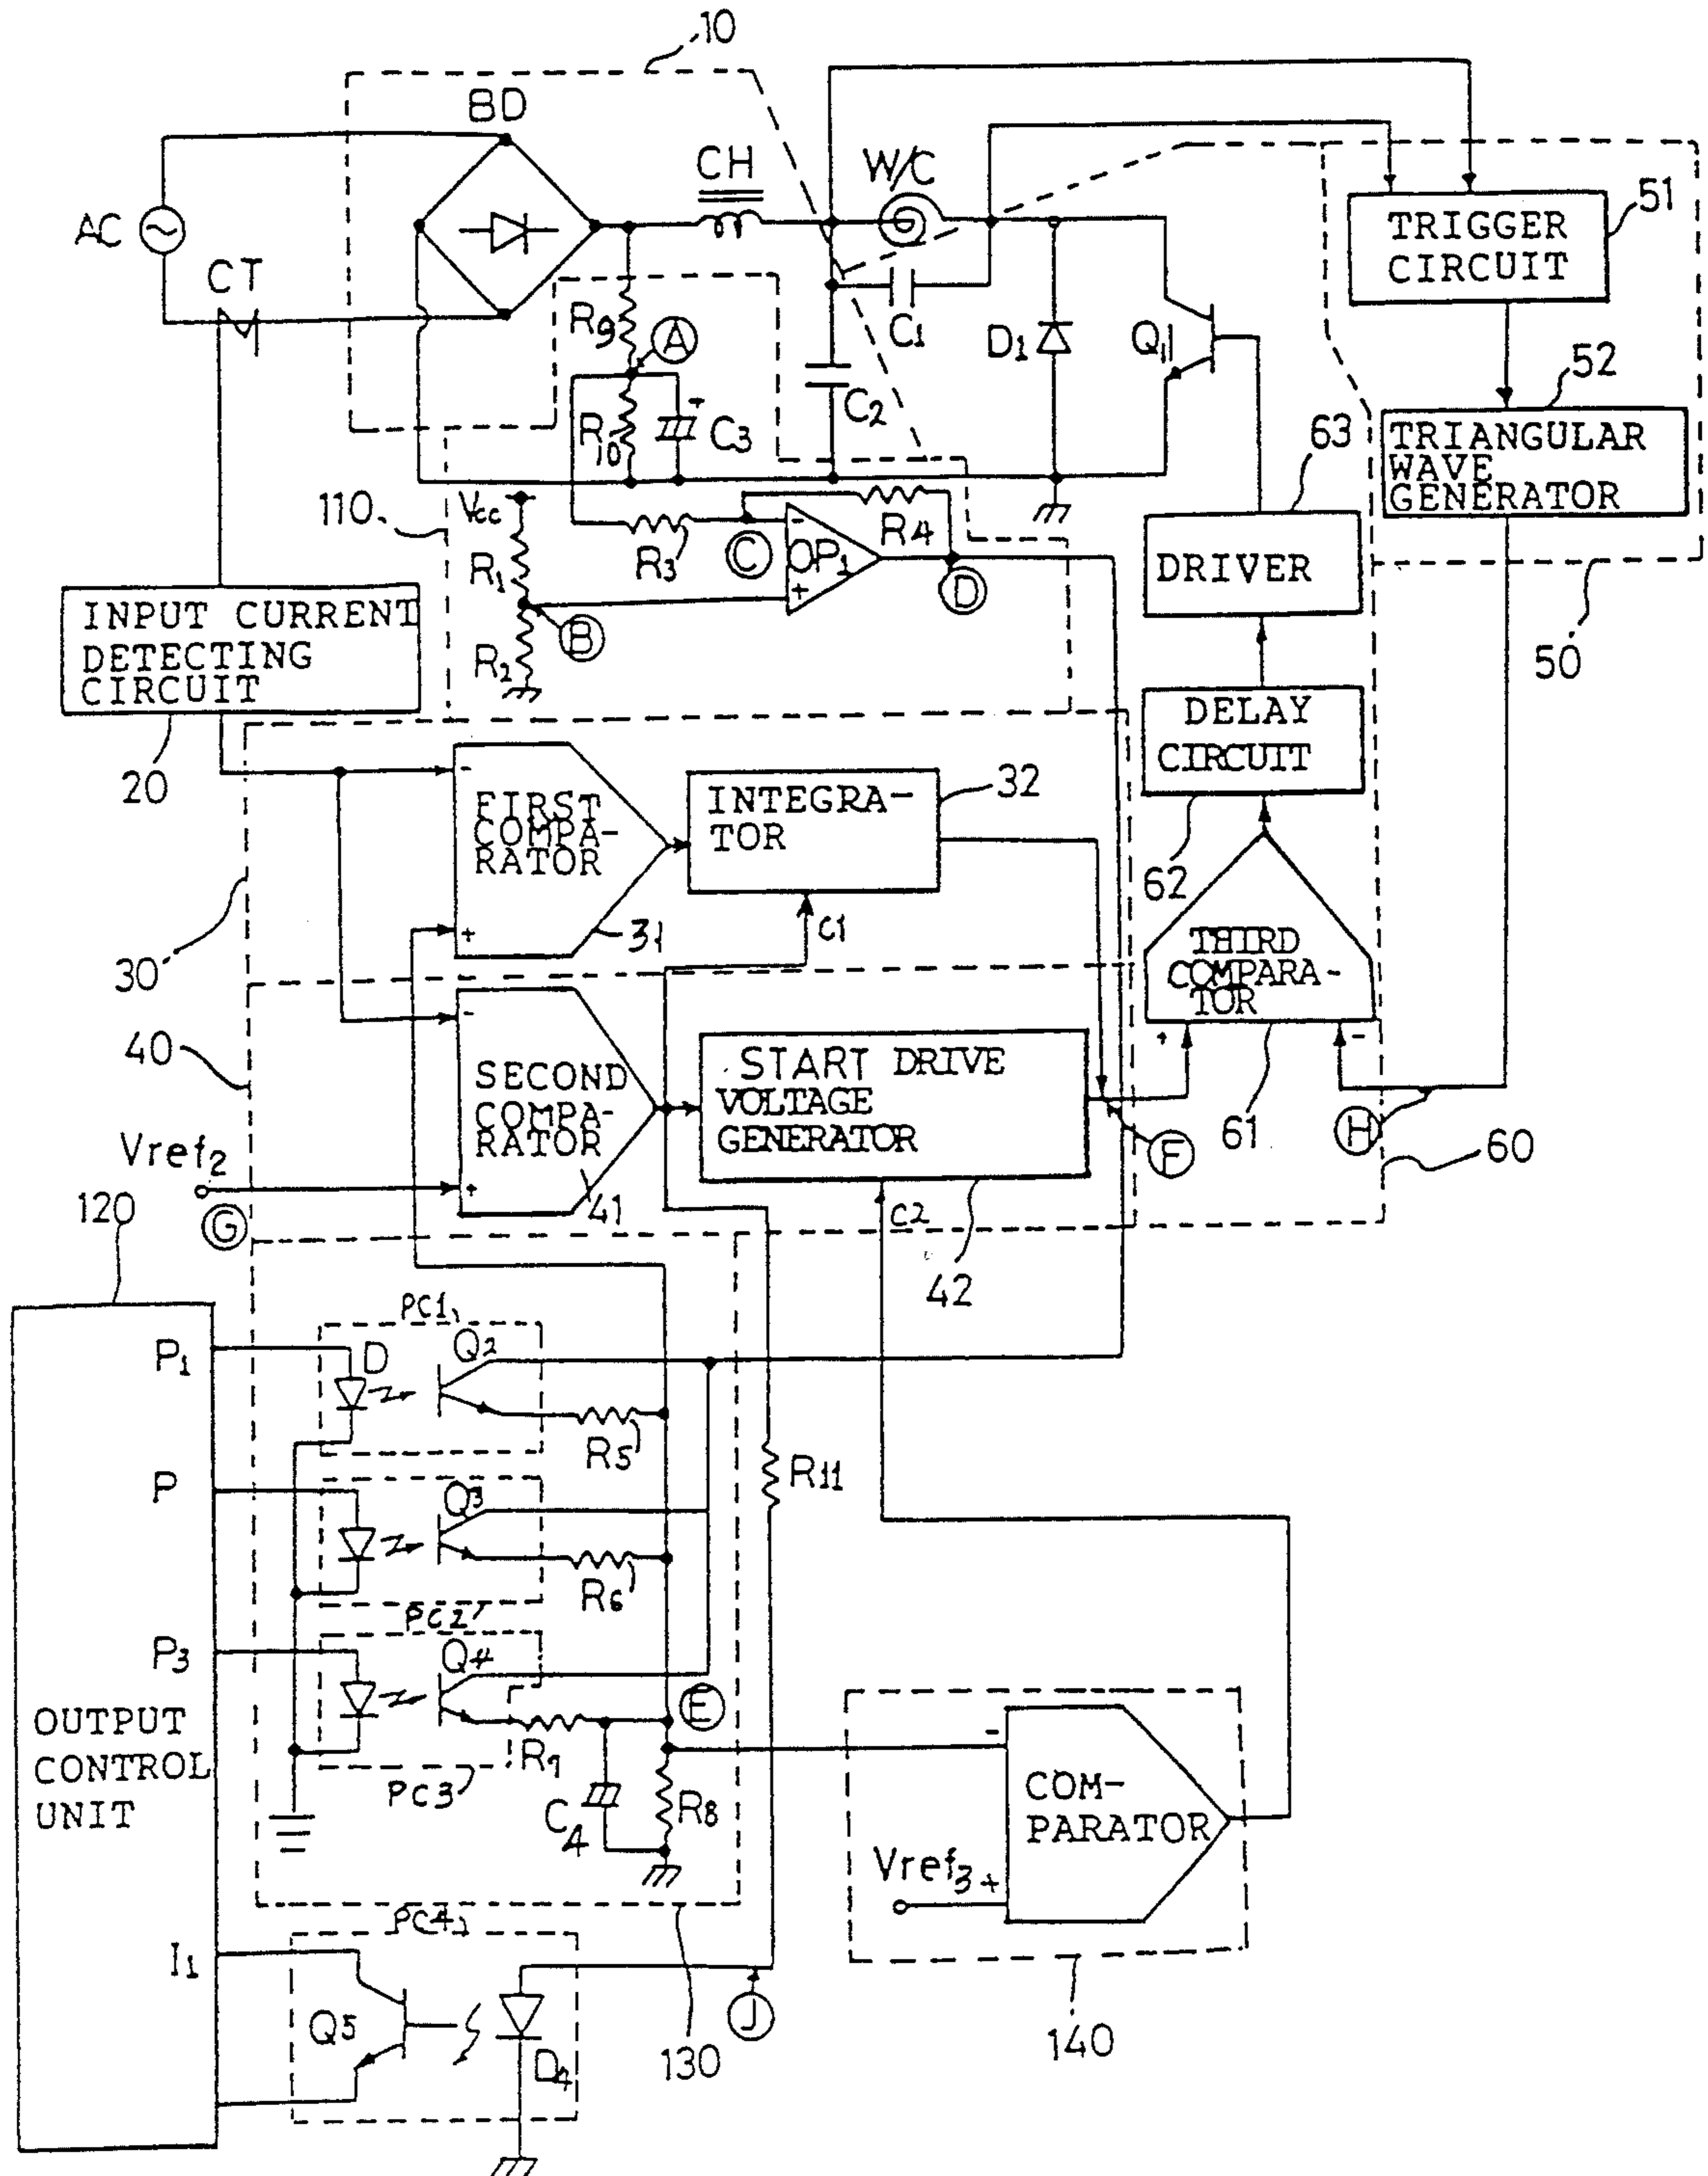 10
BD
CH
W/C
AC
CT
TRIGGER
CIRCUIT
51
R9
A
C1
D1
Q1
R10
C3
C2
52
TRIANGULAR
WAVE
GENERATOR
63
110
Vcc
R1
R3
C
-
OP1
+
R4
D
DRIVER
50
INPUT CURRENT
DETECTING
CIRCUIT
B
R2
20
DELAY
CIRCUIT
62
-
FIRST
COMPA-
RATOR
+
31
INTEGRA-
TOR
32
C1
30
THIRD
COMPARA-
TOR
+
-
61
H
60
40
-
SECOND
COMPA-
RATOR
+
41
START DRIVE
VOLTAGE
GENERATOR
F
Vref2
G
C2
42
120
PC1
P1
D
Q2
R5
R11
P
Q3
R6
PC2
P3
Q4
E
R7
PC3
C4
R8
OUTPUT
CONTROL
UNIT
-
COM-
PARATOR
Vref3
+
PC4
I1
Q5
D4
J
130
140